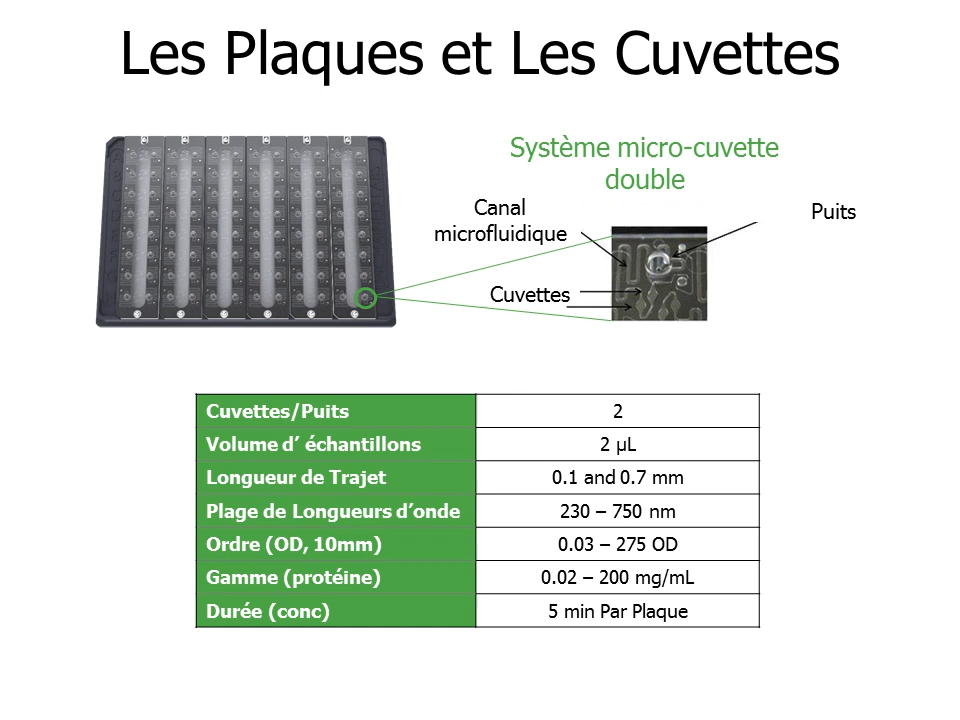 Les Plaques et Les Cuvettes
Système micro-cuvette
double
Canal
microfluidique
Puits
Cuvettes
Cuvettes/Puits 2
Volume d’ échantillons 2 µL
Longueur de Trajet 0.1 and 0.7 mm
Plage de Longueurs d’onde 230 – 750 nm
Ordre (OD, 10mm) 0.03 – 275 OD
Gamme (protéine) 0.02 – 200 mg/mL
Durée (conc) 5 min Par Plaque